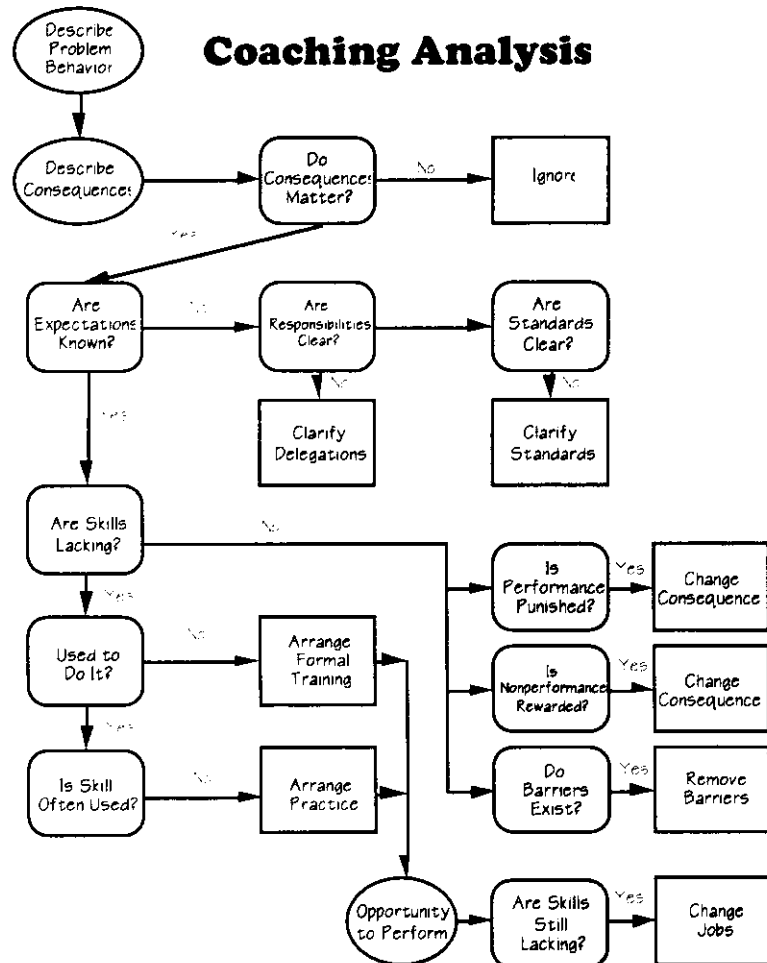 Coaching Analysis
Describe
Problem
Behavior
Describe
Consequences
Do
Consequences
Matter?
No
Ignore
Yes
Are
Expectations
Known?
No
Are
Responsibilities
Clear?
Are
Standards
Clear?
Yes
No
No
Clarify
Delegations
Clarify
Standards
Are Skills
Lacking?
No
Is
Performance
Punished?
Yes
Change
Consequence
Yes
Used to
Do It?
No
Arrange
Formal
Training
Is
Nonperformance
Rewarded?
Yes
Change
Consequence
Yes
Is Skill
Often Used?
No
Arrange
Practice
Do
Barriers
Exist?
Yes
Remove
Barriers
Opportunity
to Perform
Are Skills
Still
Lacking?
Yes
Change
Jobs